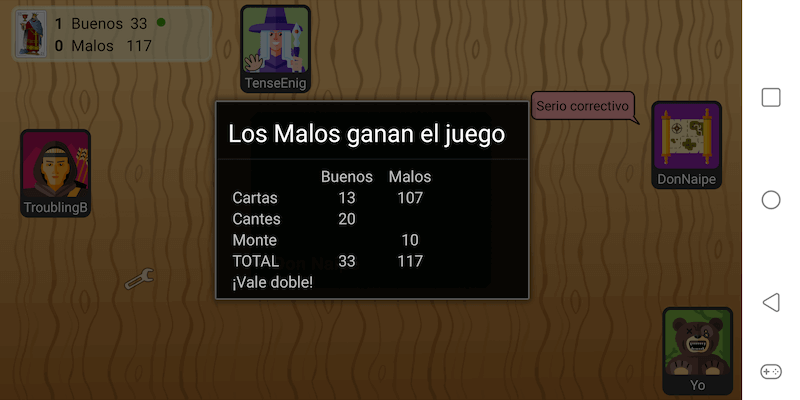 1 Buenos 33
0 Malos 117
TenseEnig
Serio correctivo
DonNaipe
TroublingB
Los Malos ganan el juego
Buenos Malos
Cartas 13 107
Cantes 20
Monte 10
TOTAL 33 117
¡Vale doble!
Yo